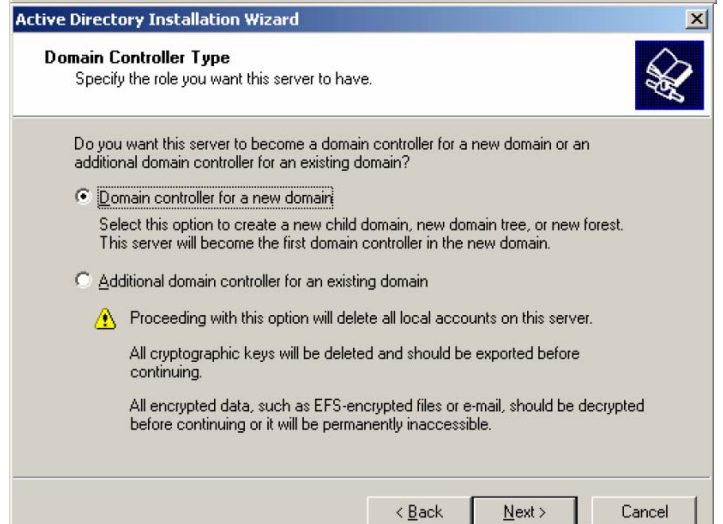 Active Directory Installation Wizard
Domain Controller Type
Specify the role you want this server to have.
Do you want this server to become a domain controller for a new domain or an
additional domain controller for an existing domain?
Domain controller for a new domain
Select this option to create a new child domain, new domain tree, or new forest.
This server will become the first domain controller in the new domain.
Additional domain controller for an existing domain
Proceeding with this option will delete all local accounts on this server.
All cryptographic keys will be deleted and should be exported before
continuing.
All encrypted data, such as EFS-encrypted files or e-mail, should be decrypted
before continuing or it will be permanently inaccessible.
< Back Next > Cancel